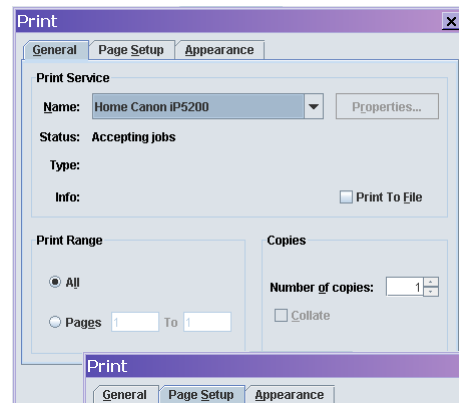 Print
General Page Setup Appearance
Print Service
Name: Home Canon iP5200 Properties...
Status: Accepting jobs
Type:
Info: Print To File
Print Range Copies
All Number of copies: 1
Pages 1 To 1 Collate
Print
General Page Setup Appearance